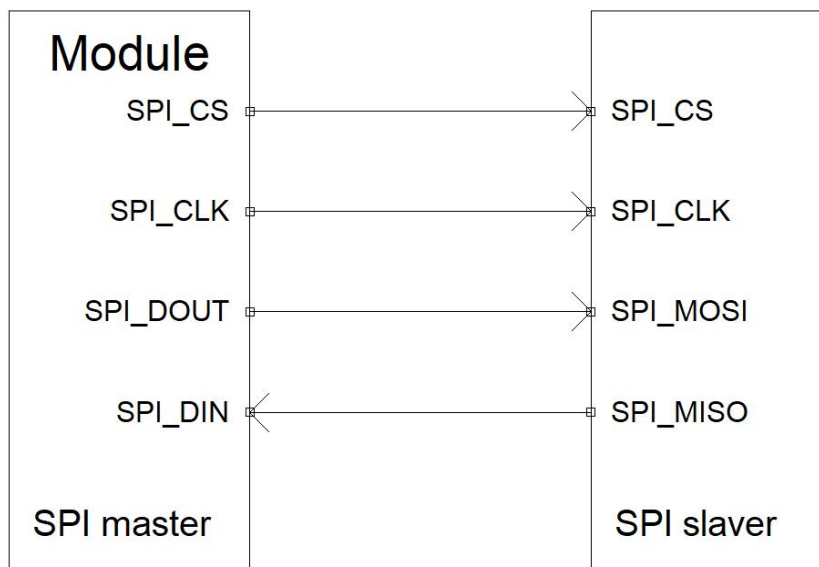 Module
SPI_CS
SPI_CLK
SPI_DOUT
SPI_DIN
SPI master
SPI_CS
SPI_CLK
SPI_MOSI
SPI_MISO
SPI slaver